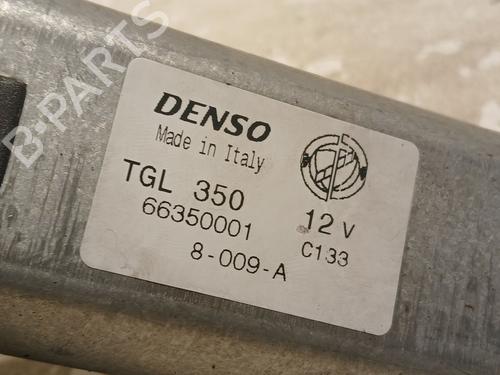 B-PARTS
DENSO
Made in Italy
TGL 350
66350001
12 V
C133
8-009-A